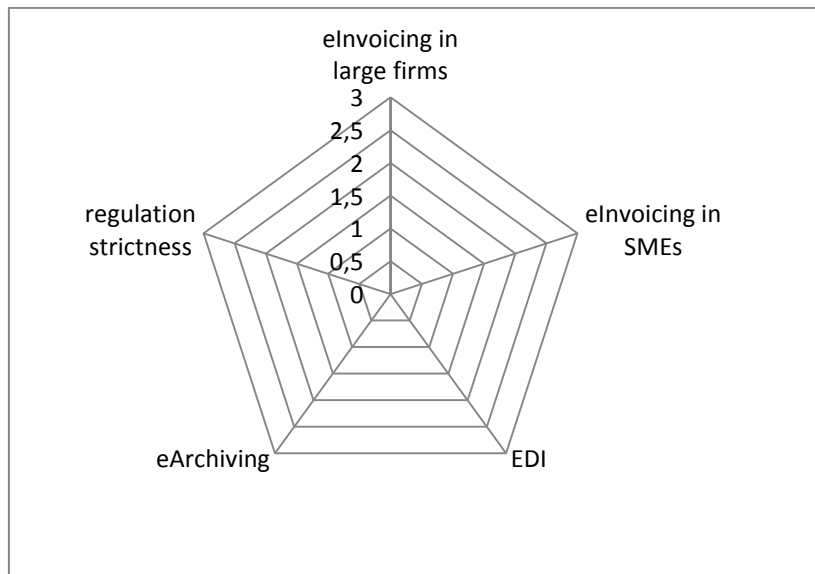 eInvoicing in
large firms
3
2,5
2
1,5
1
0,5
0
eInvoicing in
SMEs
EDI
eArchiving
regulation
strictness